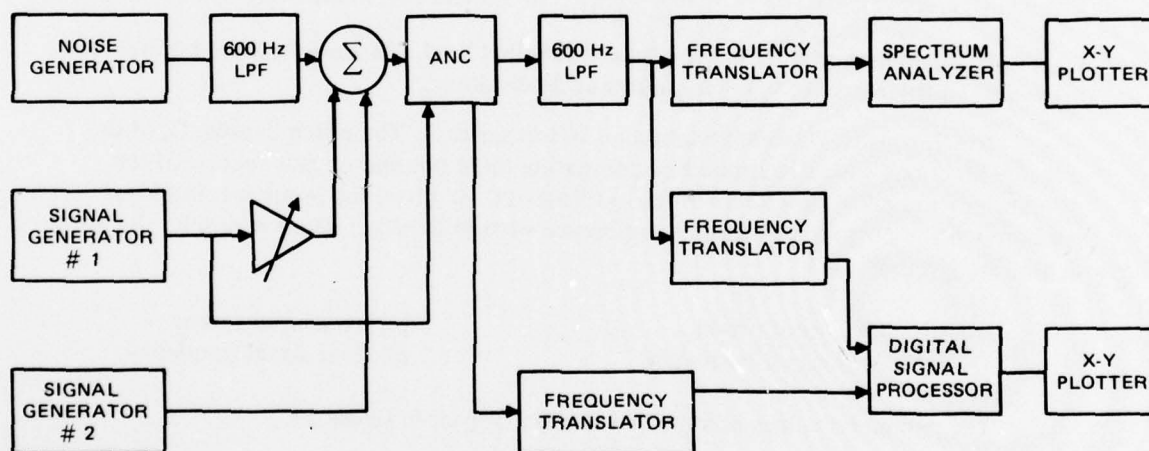 NOISE
GENERATOR
600 Hz
LPF
Σ
ANC
600 Hz
LPF
FREQUENCY
TRANSLATOR
SPECTRUM
ANALYZER
X-Y
PLOTTER
SIGNAL
GENERATOR
# 1
FREQUENCY
TRANSLATOR
SIGNAL
GENERATOR
# 2
FREQUENCY
TRANSLATOR
DIGITAL
SIGNAL
PROCESSOR
X-Y
PLOTTER